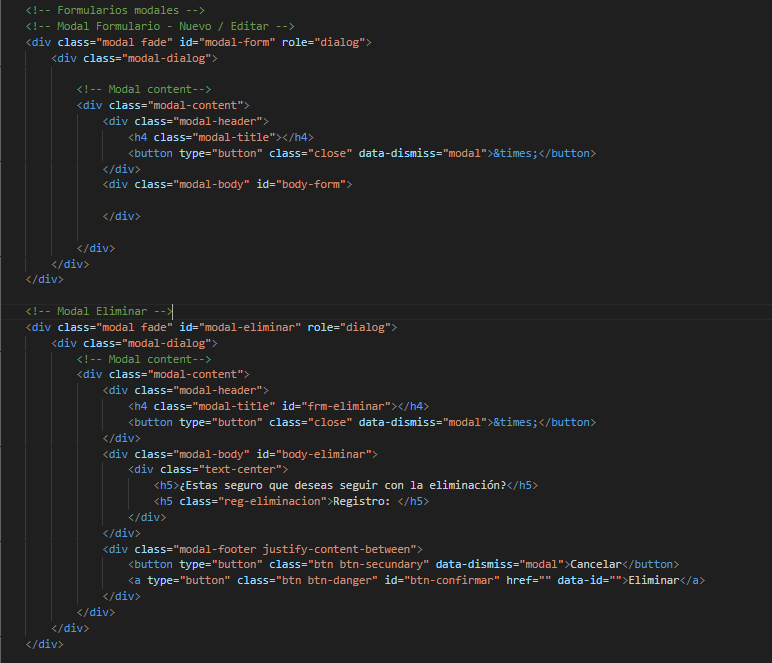 <!-- Formularios modales -->
<!-- Modal Formulario - Nuevo / Editar -->
<div class="modal fade" id="modal-form" role="dialog">
<div class="modal-dialog">
<!-- Modal content-->
<div class="modal-content">
<div class="modal-header">
<h4 class="modal-title"></h4>
<button type="button" class="close" data-dismiss="modal">&times;</button>
</div>
<div class="modal-body" id="body-form">
</div>
</div>
</div>
</div>
<!-- Modal Eliminar -->
<div class="modal fade" id="modal-eliminar" role="dialog">
<div class="modal-dialog">
<!-- Modal content-->
<div class="modal-content">
<div class="modal-header">
<h4 class="modal-title" id="frm-eliminar"></h4>
<button type="button" class="close" data-dismiss="modal">&times;</button>
</div>
<div class="modal-body" id="body-eliminar">
<div class="text-center">
<h5>¿Estas seguro que deseas seguir con la eliminación?</h5>
<h5 class="reg-eliminacion">Registro: </h5>
</div>
</div>
<div class="modal-footer justify-content-between">
<button type="button" class="btn btn-secundary" data-dismiss="modal">Cancelar</button>
<a type="button" class="btn btn-danger" id="btn-confirmar" href="" data-id="">Eliminar</a>
</div>
</div>
</div>
</div>